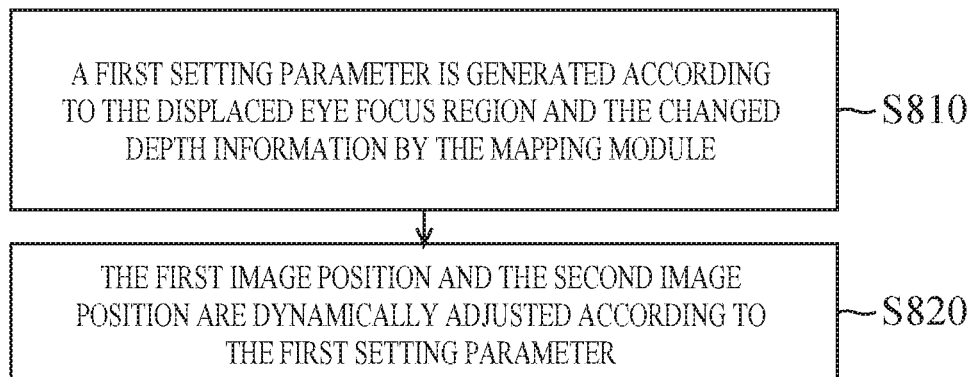 A FIRST SETTING PARAMETER IS GENERATED ACCORDING
TO THE DISPLACED EYE FOCUS REGION AND THE CHANGED
DEPTH INFORMATION BY THE MAPPING MODULE
S810
THE FIRST IMAGE POSITION AND THE SECOND IMAGE
POSITION ARE DYNAMICALLY ADJUSTED ACCORDING TO
THE FIRST SETTING PARAMETER
S820